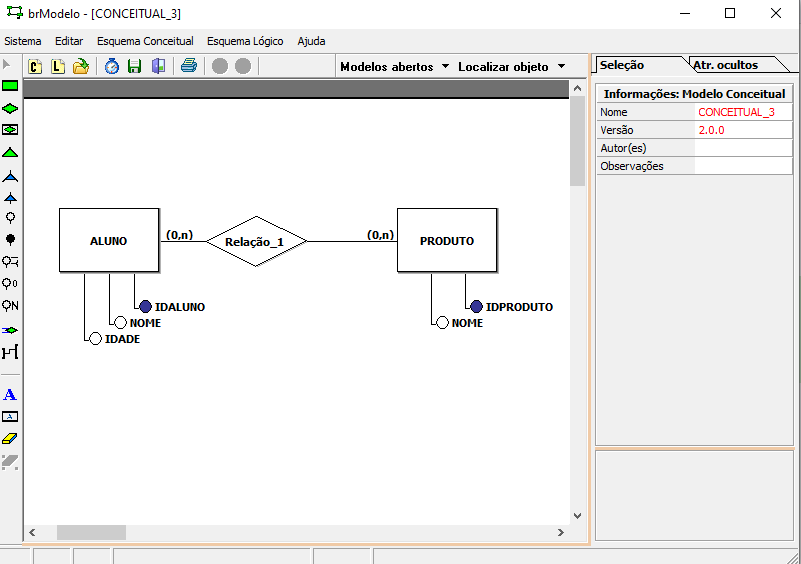 brModelo - [CONCEITUAL_3]
Sistema Editar Esquema Conceitual Esquema Lógico Ajuda
C L Modelos abertos Localizar objeto
Seleção Atr. ocultos
Informações: Modelo Conceitual
Nome CONCEITUAL_3
Versão 2.0.0
Autor(es)
Observações
ALUNO (0,n) Relação_1 (0,n) PRODUTO
IDALUNO IDPRODUTO
NOME NOME
IDADE
0
N
A
A